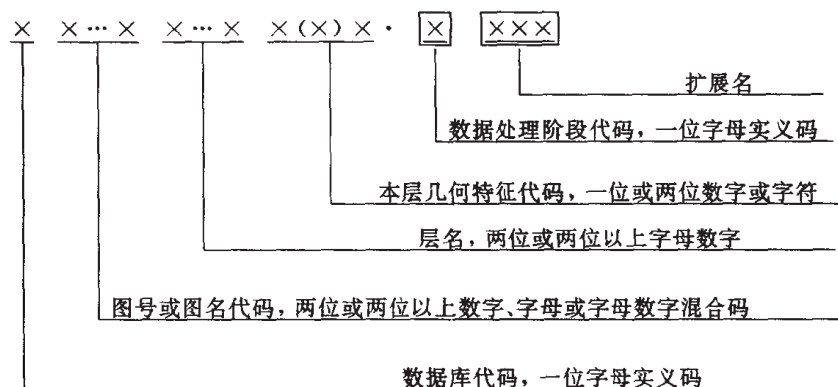 × ×…× ×…× ×(×)×· × ×××
扩展名
数据处理阶段代码，一位字母实义码
本层几何特征代码，一位或两位数字或字符
层名，两位或两位以上字母数字
图号或图名代码，两位或两位以上数字、字母或字母数字混合码
数据库代码，一位字母实义码